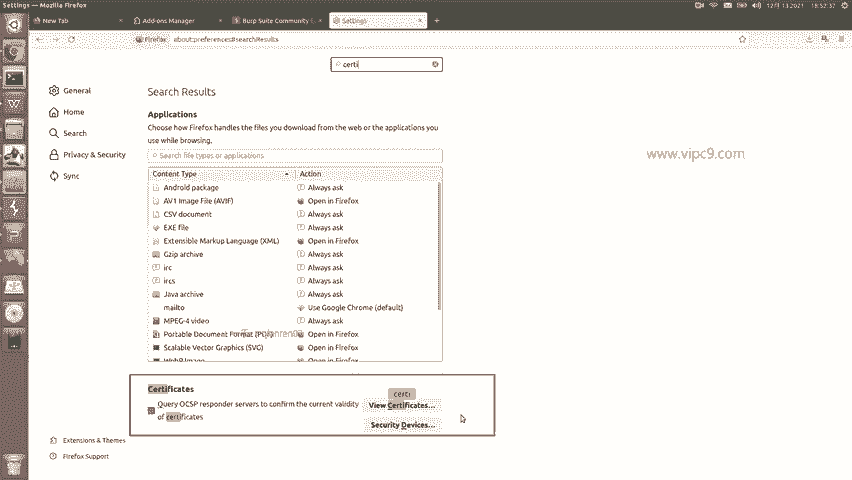 Settings — Mozilla Firefox
12月 13 2021 18:52:37
New Tab
Add-ons Manager
Burp Suite Community
Settings
Firefox
about:preferences#searchResults
certi
General
Home
Search
Privacy & Security
Sync
Search Results
Applications
Choose how Firefox handles the files you download from the web or the applications you
use while browsing.
Search file types or applications
Content Type Action
Android package Always ask
AV1 Image File (AVIF) Open in Firefox
CSV document Always ask
EXE file Always ask
Extensible Markup Language (XML) Open in Firefox
Gzip archive Always ask
irc Always ask
ircs Always ask
Java archive Always ask
mailto Use Google Chrome (default)
MPEG-4 video Always ask
Portable Document Format Open in Firefox
Scalable Vector Graphics (SVG) Open in Firefox
www.vipc9.com
Certificates
Query OCSP responder servers to confirm the current validity
of certificates
certi
View Certificates...
Security Devices...
Extensions & Themes
Firefox Support